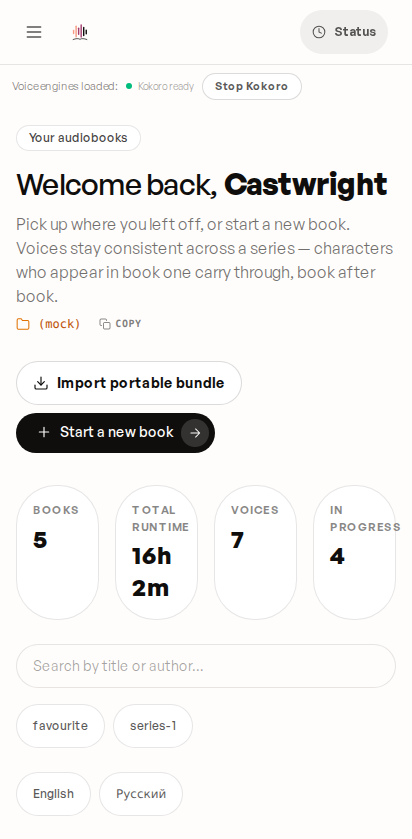 Status
Voice engines loaded: Kokoro ready Stop Kokoro
Your audiobooks
Welcome back, Castwright
Pick up where you left off, or start a new book.
Voices stay consistent across a series — characters
who appear in book one carry through, book after
book.
(mock) COPY
Import portable bundle
Start a new book
BOOKS
5
TOTAL
RUNTIME
16h
2m
VOICES
7
IN
PROGRESS
4
Search by title or author...
favourite series-1
English Русский